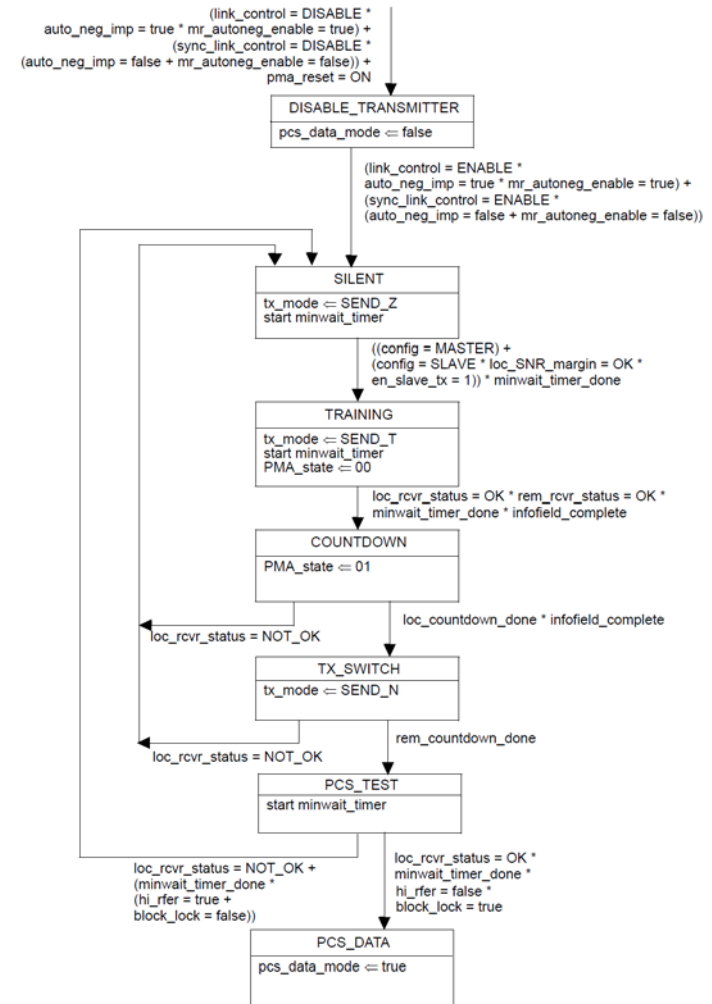 (link_control = DISABLE *
auto_neg_imp = true * mr_autoneg_enable = true) +
(sync_link_control = DISABLE *
(auto_neg_imp = false + mr_autoneg_enable = false)) +
pma_reset = ON
DISABLE_TRANSMITTER
pcs_data_mode ⇐ false
(link_control = ENABLE *
auto_neg_imp = true * mr_autoneg_enable = true) +
(sync_link_control = ENABLE *
(auto_neg_imp = false + mr_autoneg_enable = false))
SILENT
tx_mode ⇐ SEND_Z
start minwait_timer
((config = MASTER) +
(config = SLAVE * loc_SNR_margin = OK *
en_slave_tx = 1)) * minwait_timer_done
TRAINING
tx_mode ⇐ SEND_T
start minwait_timer
PMA_state ⇐ 00
loc_rcvr_status = OK * rem_rcvr_status = OK *
minwait_timer_done * infofield_complete
COUNTDOWN
PMA_state ⇐ 01
loc_countdown_done * infofield_complete
loc_rcvr_status = NOT_OK
TX_SWITCH
tx_mode ⇐ SEND_N
rem_countdown_done
loc_rcvr_status = NOT_OK
PCS_TEST
start minwait_timer
loc_rcvr_status = NOT_OK +
(minwait_timer_done *
(hi_rfer = true +
block_lock = false))
loc_rcvr_status = OK *
minwait_timer_done *
hi_rfer = false *
block_lock = true
PCS_DATA
pcs_data_mode ⇐ true